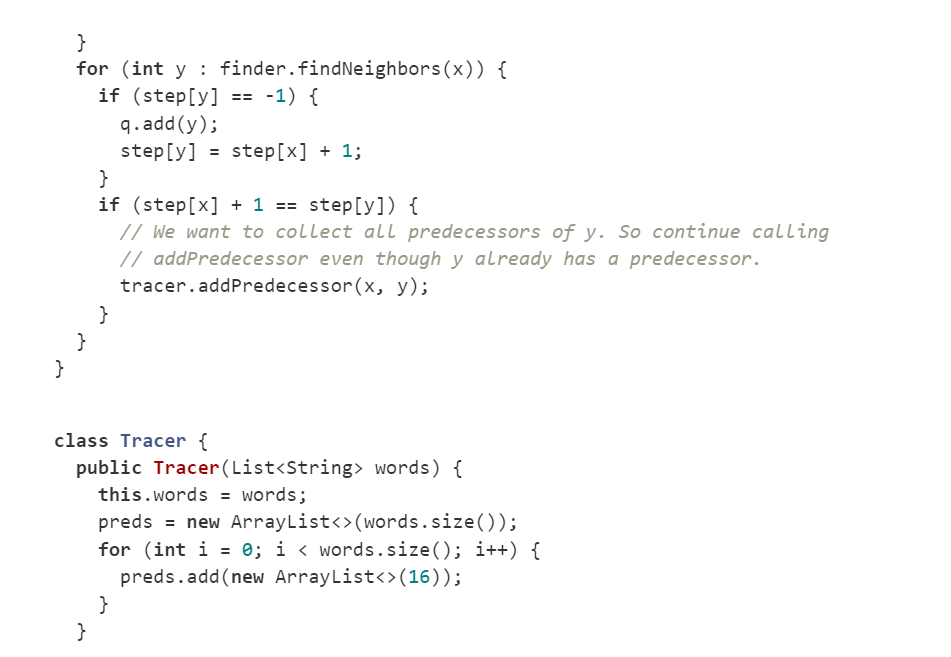 }
  for (int y : finder.findNeighbors(x)) {
    if (step[y] == -1) {
      q.add(y);
      step[y] = step[x] + 1;
    }
    if (step[x] + 1 == step[y]) {
      // We want to collect all predecessors of y. So continue calling
      // addPredecessor even though y already has a predecessor.
      tracer.addPredecessor(x, y);
    }
  }
}
class Tracer {
  public Tracer(List<String> words) {
    this.words = words;
    preds = new ArrayList<>(words.size());
    for (int i = 0; i < words.size(); i++) {
      preds.add(new ArrayList<>(16));
    }
  }